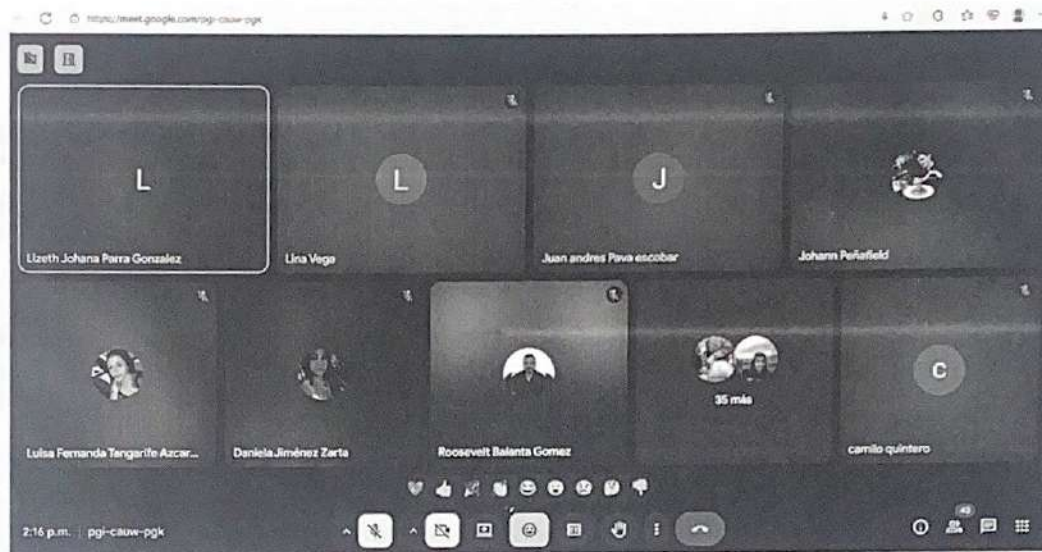 https://meet.google.com/pgi-cauw-pgk
L
L
J
Lizeth Johana Parra Gonzalez
Lina Vega
Juan andres Pava escobar
Johann Peñafield
35 más
C
Luisa Fernanda Tangarife Azcar...
Daniela Jiménez Zarta
Roosevelt Balanta Gomez
camilo quintero
2:16 p.m.
pgi-cauw-pgk
43